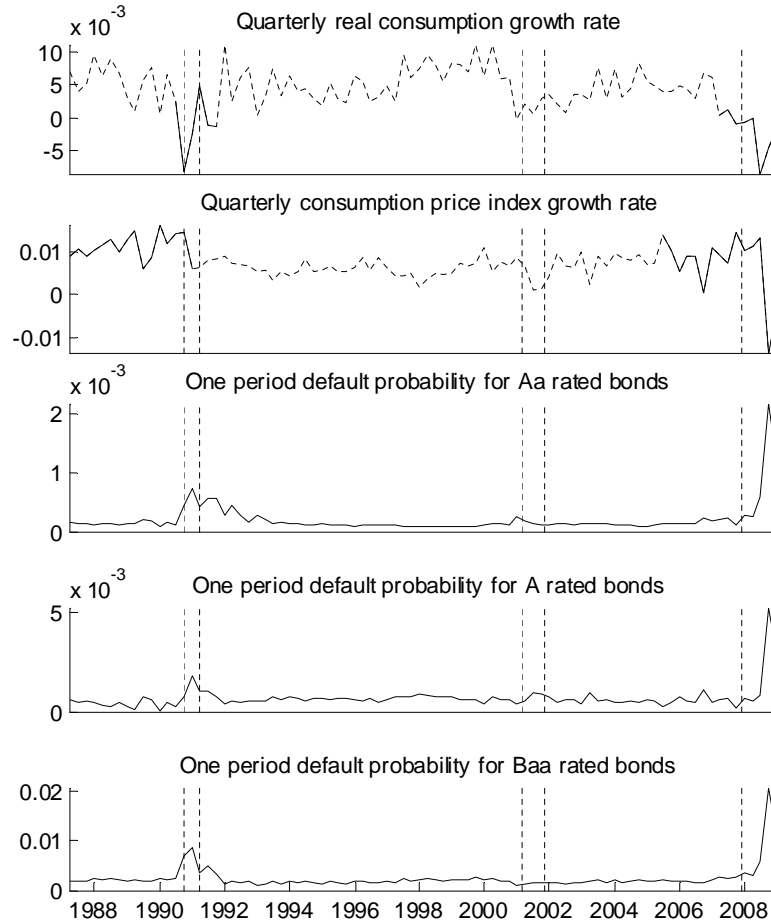 x 10⁻³
Quarterly real consumption growth rate
10
5
0
-5
Quarterly consumption price index growth rate
0.01
0
-0.01
x 10⁻³
One period default probability for Aa rated bonds
2
1
0
x 10⁻³
One period default probability for A rated bonds
5
0
One period default probability for Baa rated bonds
0.02
0.01
0
1988 1990 1992 1994 1996 1998 2000 2002 2004 2006 2008